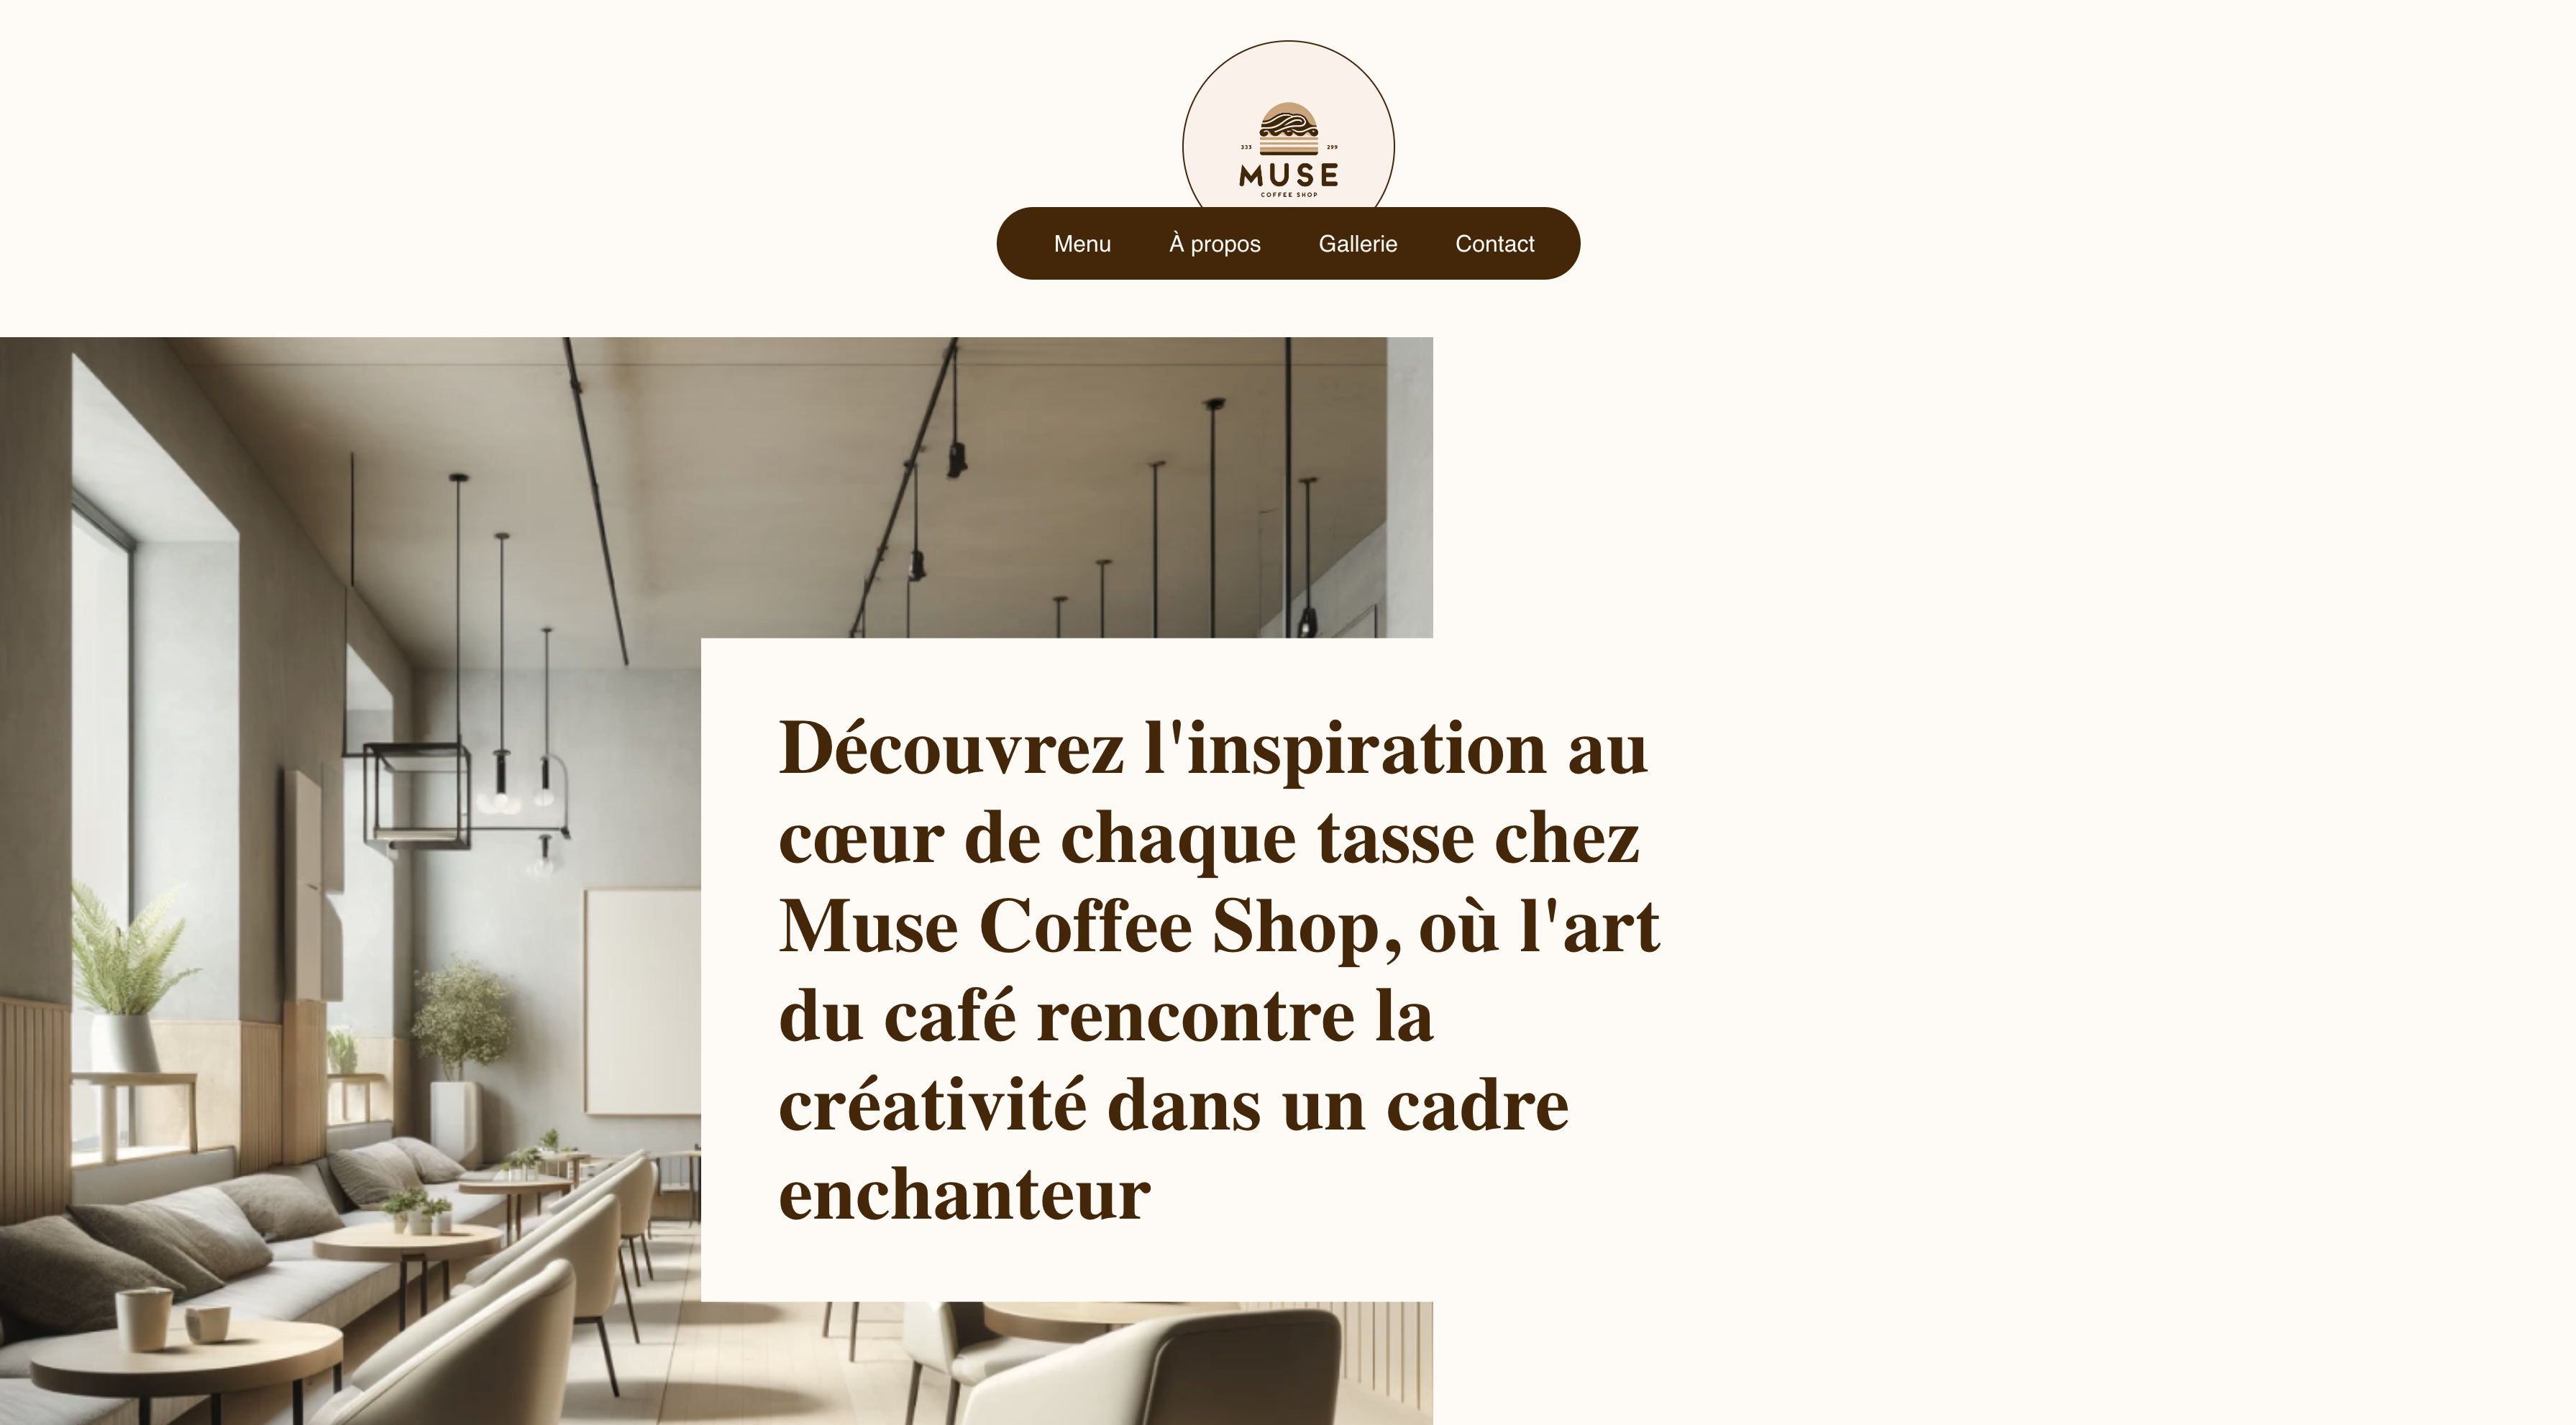 333 299
MUSE
COFFEE SHOP
Menu À propos Gallerie Contact
Découvrez l'inspiration au
cœur de chaque tasse chez
Muse Coffee Shop, où l'art
du café rencontre la
créativité dans un cadre
enchanteur